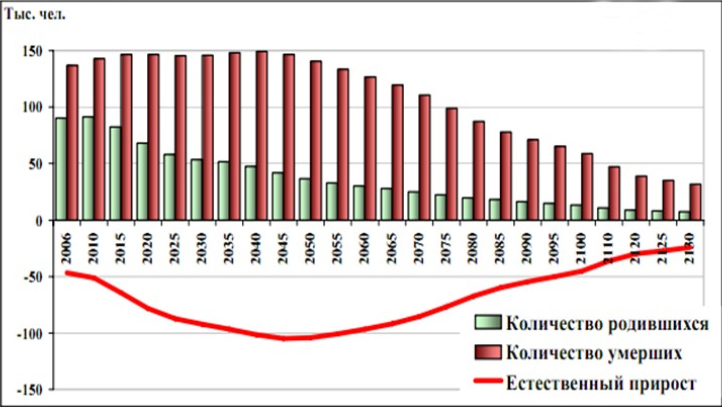 Тыс. чел.
150
100
50
0
-50
-100
-150
2006 2010 2015 2020 2025 2030 2035 2040 2045 2050 2055 2060 2065 2070 2075 2080 2085 2090 2095 2100 2110 2120 2125 2130
Количество родившихся
Количество умерших
Естественный прирост